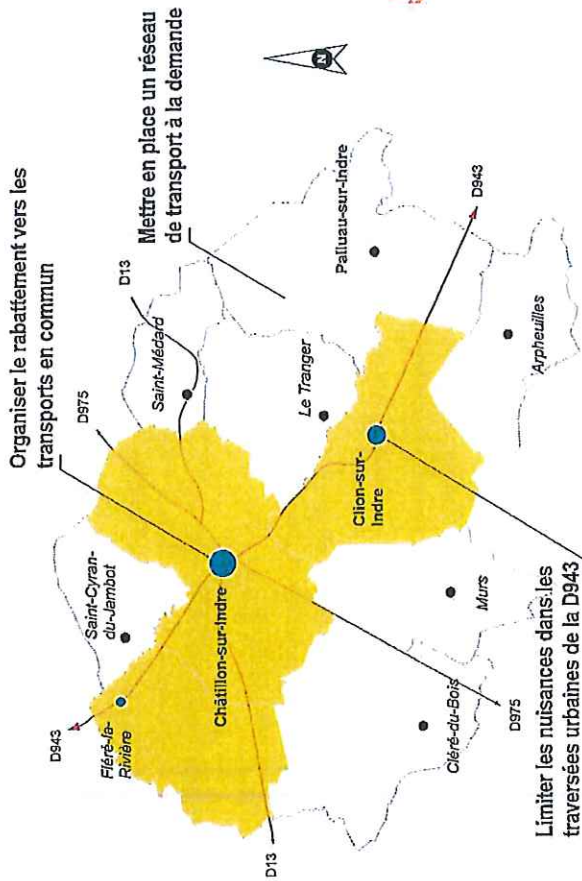 Organiser le rabattement vers les
transports en commun
Mettre en place un réseau
de transport à la demande
N
D13
D975
Saint-Médard
Saint-Cyran-
du-Jambot
D943
Fléré-la-
Rivière
Châtillon-sur-Indre
Le Tranger
Palluau-sur-Indre
D943
Clion-sur-
Indre
Arpheuilles
D13
Murs
Cléré-du-Bois
D975
Limiter les nuisances dans les
traversées urbaines de la D943